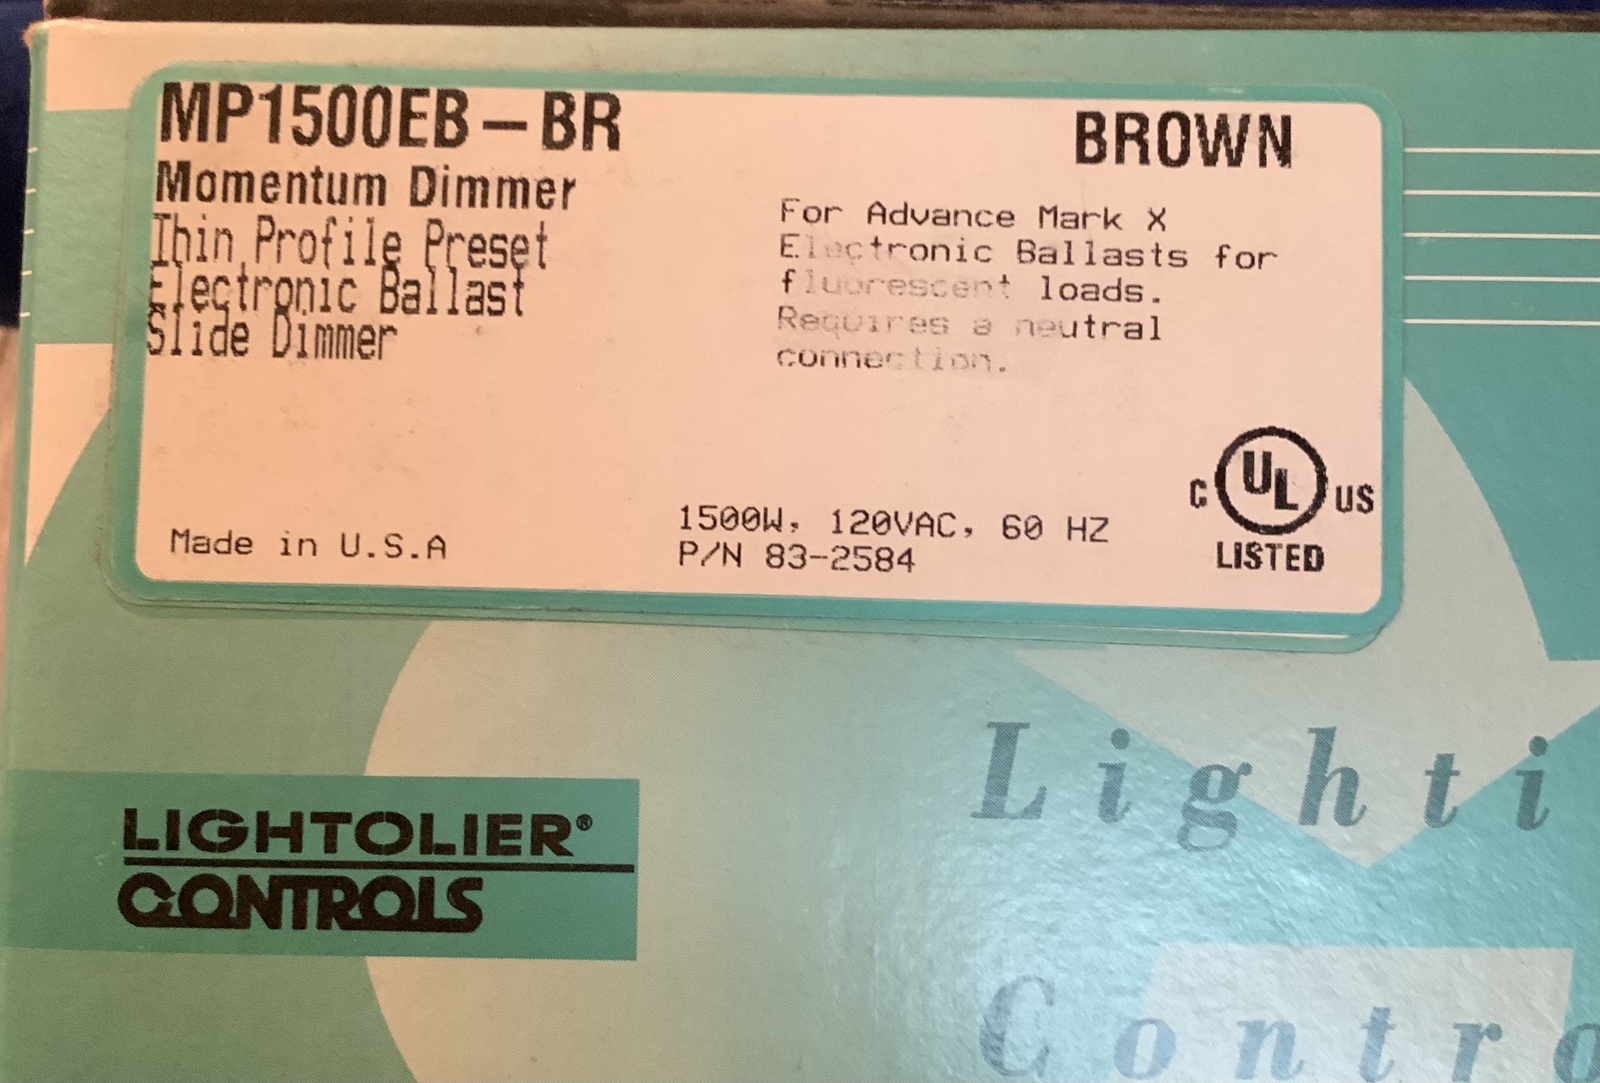 MP1500EB-BR
BROWN
Momentum Dimmer
Thin Profile Preset
Electronic Ballast
Slide Dimmer
For Advance Mark X
Electronic Ballasts for
fluorescent loads.
Requires a neutral
connection.
Made in U.S.A
1500W, 120VAC, 60 HZ
P/N 83-2584
C UL US
LISTED
LIGHTOLIER®
CONTROLS
Lighti
Contro